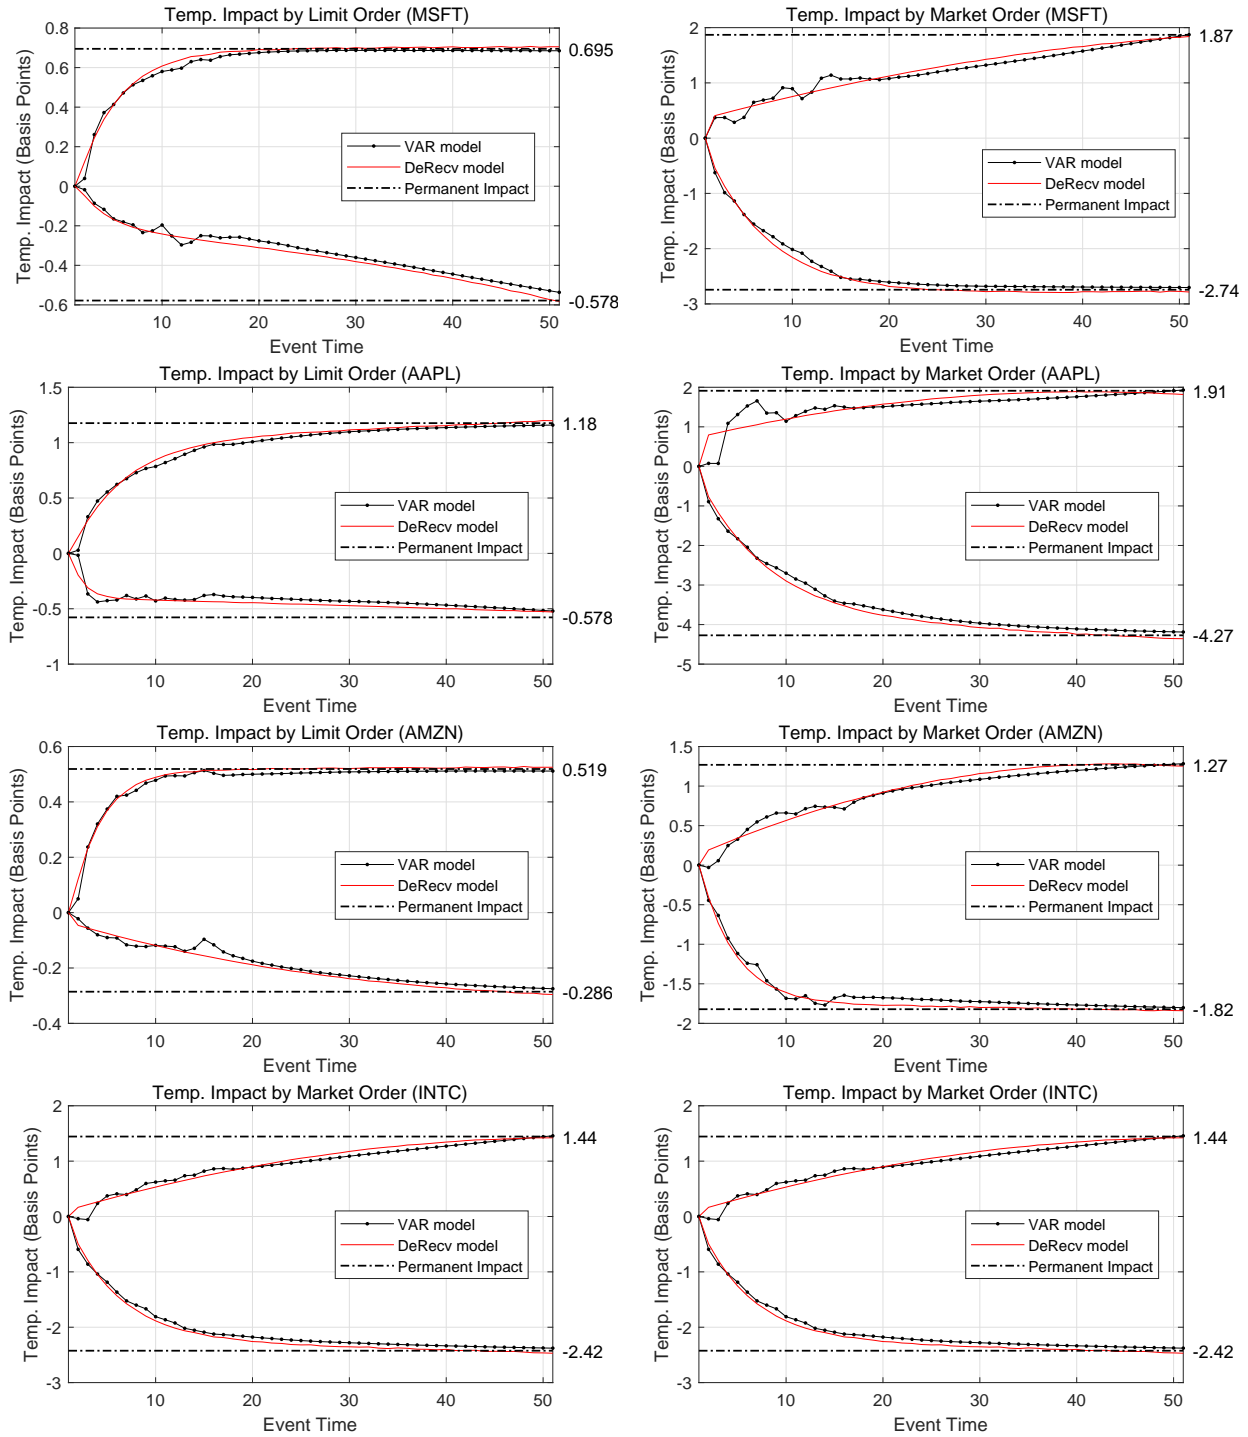 Temp. Impact by Limit Order (MSFT)
Temp. Impact (Basis Points)
0.8
0.6
0.4
0.2
0
-0.2
-0.4
-0.6
10
20
30
40
50
Event Time
VAR model
DeRecv model
Permanent Impact
0.695
-0.578
Temp. Impact by Market Order (MSFT)
Temp. Impact (Basis Points)
2
1
0
-1
-2
-3
10
20
30
40
50
Event Time
VAR model
DeRecv model
Permanent Impact
1.87
-2.74
Temp. Impact by Limit Order (AAPL)
Temp. Impact (Basis Points)
1.5
1
0.5
0
-0.5
-1
10
20
30
40
50
Event Time
VAR model
DeRecv model
Permanent Impact
1.18
-0.578
Temp. Impact by Market Order (AAPL)
Temp. Impact (Basis Points)
2
1
0
-1
-2
-3
-4
-5
10
20
30
40
50
Event Time
VAR model
DeRecv model
Permanent Impact
1.91
-4.27
Temp. Impact by Limit Order (AMZN)
Temp. Impact (Basis Points)
0.6
0.4
0.2
0
-0.2
-0.4
10
20
30
40
50
Event Time
VAR model
DeRecv model
Permanent Impact
0.519
-0.286
Temp. Impact by Market Order (AMZN)
Temp. Impact (Basis Points)
1.5
1
0.5
0
-0.5
-1
-1.5
-2
10
20
30
40
50
Event Time
VAR model
DeRecv model
Permanent Impact
1.27
-1.82
Temp. Impact by Market Order (INTC)
Temp. Impact (Basis Points)
2
1
0
-1
-2
-3
10
20
30
40
50
Event Time
VAR model
DeRecv model
Permanent Impact
1.44
-2.42
Temp. Impact by Market Order (INTC)
Temp. Impact (Basis Points)
2
1
0
-1
-2
-3
10
20
30
40
50
Event Time
VAR model
DeRecv model
Permanent Impact
1.44
-2.42